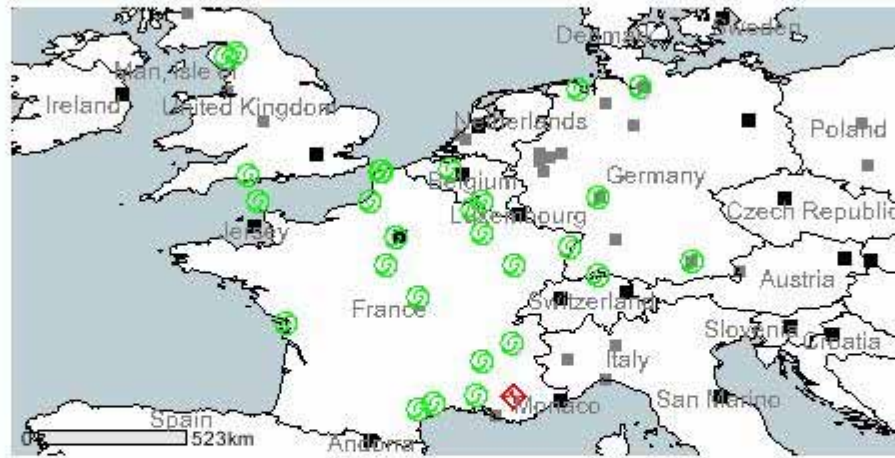 Denmark
Sweden
Man, Isle of
Ireland
United Kingdom
Netherlands
Poland
Belgium
Germany
Luxembourg
Czech Republic
Jersey
Austria
France
Switzerland
Slovenia
Croatia
Italy
Monaco
San Marino
Spain
Andorra
0
523km